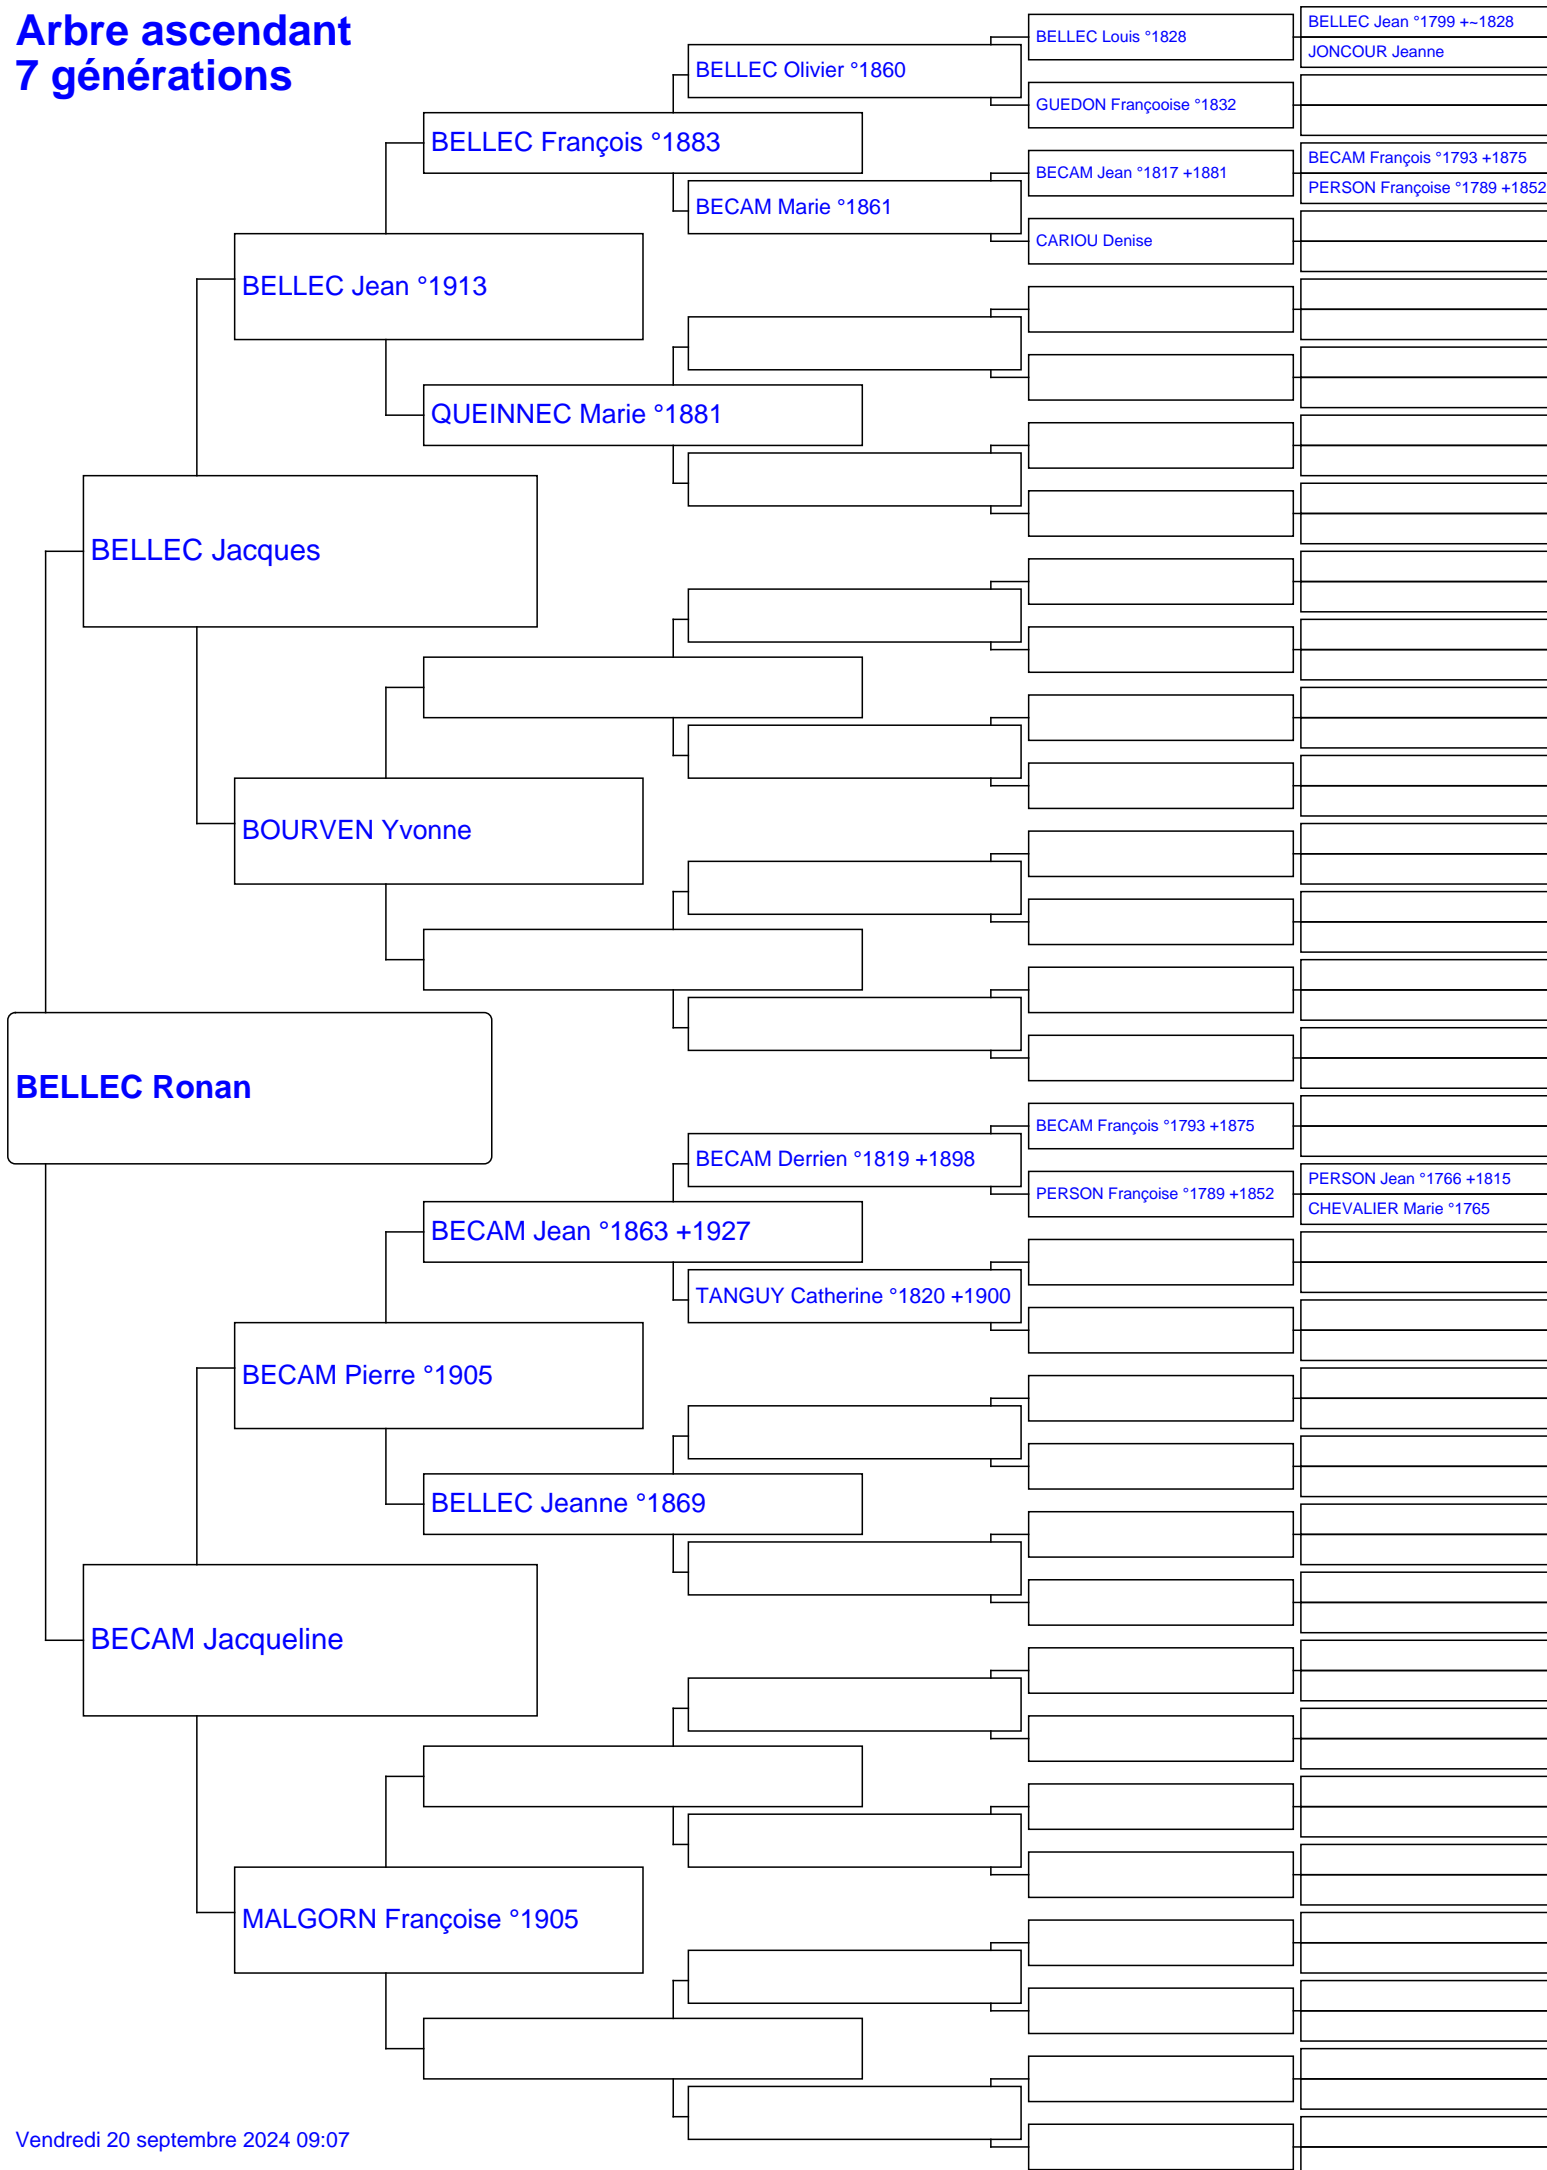 Arbre ascendant
7 générations
BELLEC Jean °1799 +~1828
BELLEC Louis °1828
JONCOUR Jeanne
BELLEC Olivier °1860
GUEDON Françooise °1832
BELLEC François °1883
BECAM François °1793 +1875
BECAM Jean °1817 +1881
PERSON Françoise °1789 +1852
BECAM Marie °1861
CARIOU Denise
BELLEC Jean °1913
QUEINNEC Marie °1881
BELLEC Jacques
BOURVEN Yvonne
BELLEC Ronan
BECAM François °1793 +1875
BECAM Derrien °1819 +1898
PERSON Jean °1766 +1815
PERSON Françoise °1789 +1852
CHEVALIER Marie °1765
BECAM Jean °1863 +1927
TANGUY Catherine °1820 +1900
BECAM Pierre °1905
BELLEC Jeanne °1869
BECAM Jacqueline
MALGORN Françoise °1905
Vendredi 20 septembre 2024 09:07